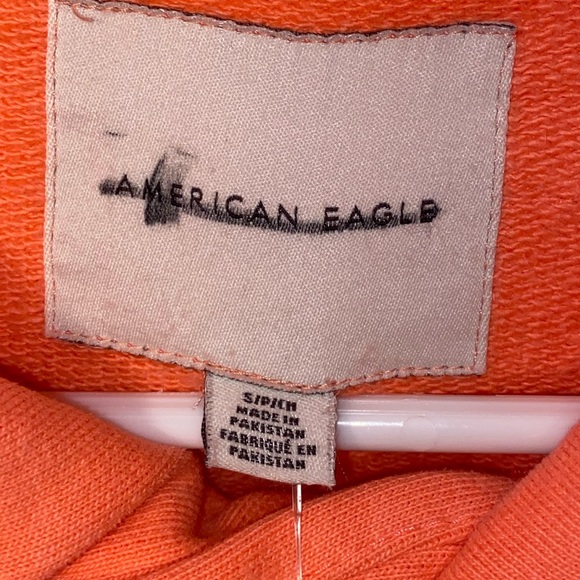 AMERICAN EAGLE
S/P/CH
MADE IN
PAKISTAN
FABRIQUÉ EN
PAKISTAN